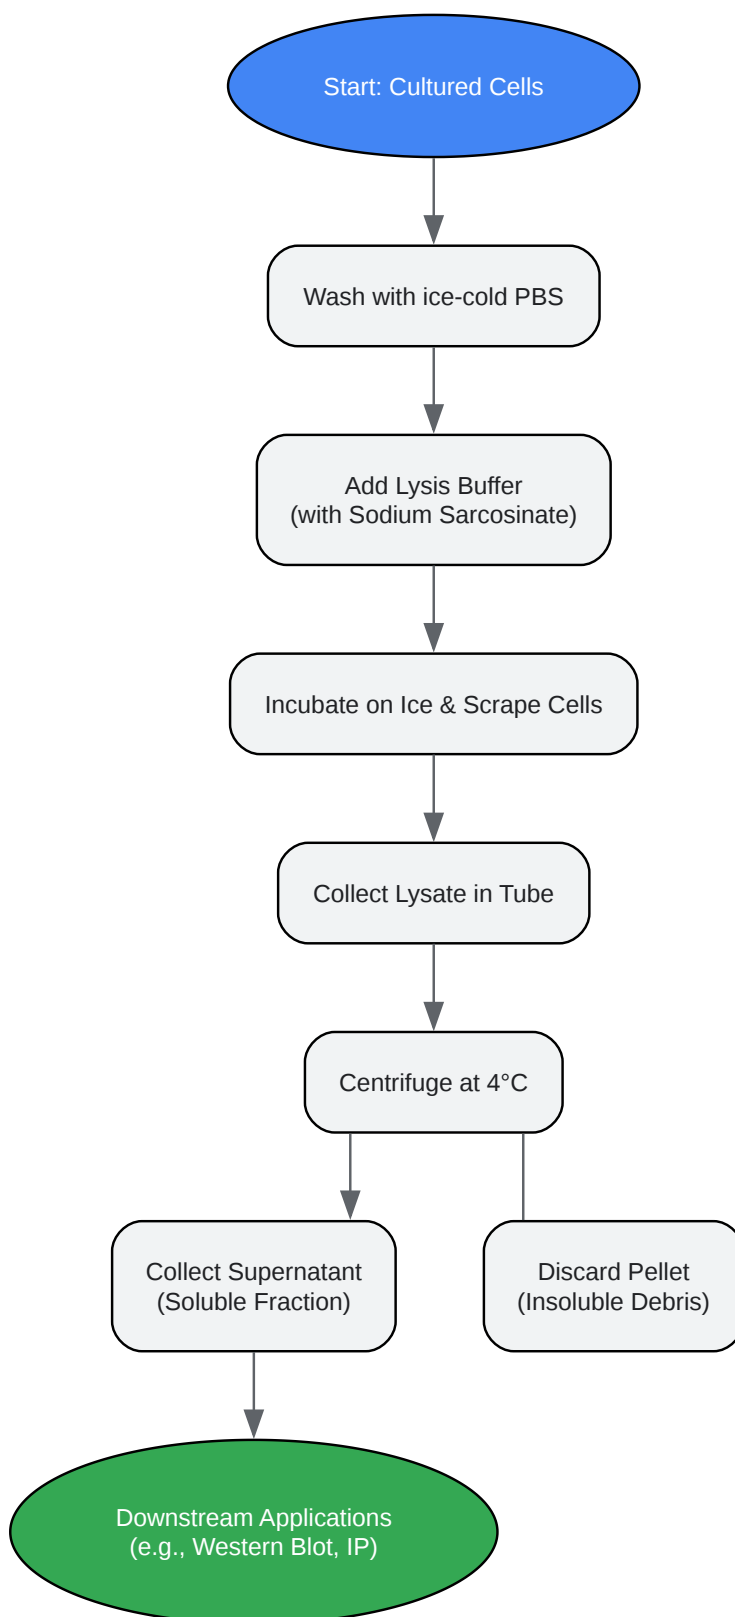 Start: Cultured Cells
Wash with ice-cold PBS
Add Lysis Buffer
(with Sodium Sarcosinate)
Incubate on Ice & Scrape Cells
Collect Lysate in Tube
Centrifuge at 4°C
Collect Supernatant
(Soluble Fraction)
Discard Pellet
(Insoluble Debris)
Downstream Applications
(e.g., Western Blot, IP)